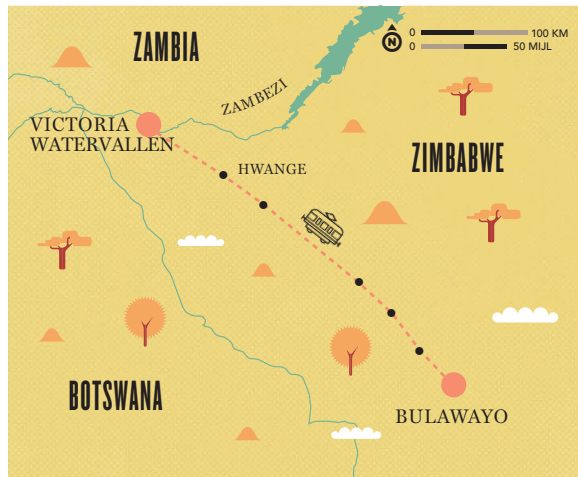 ZAMBIA
0 100 KM
N
0 50 MIJL
ZAMBEZI
VICTORIA
WATERVALLEN
HWANGE
ZIMBABWE
BOTSWANA
BULAWAYO